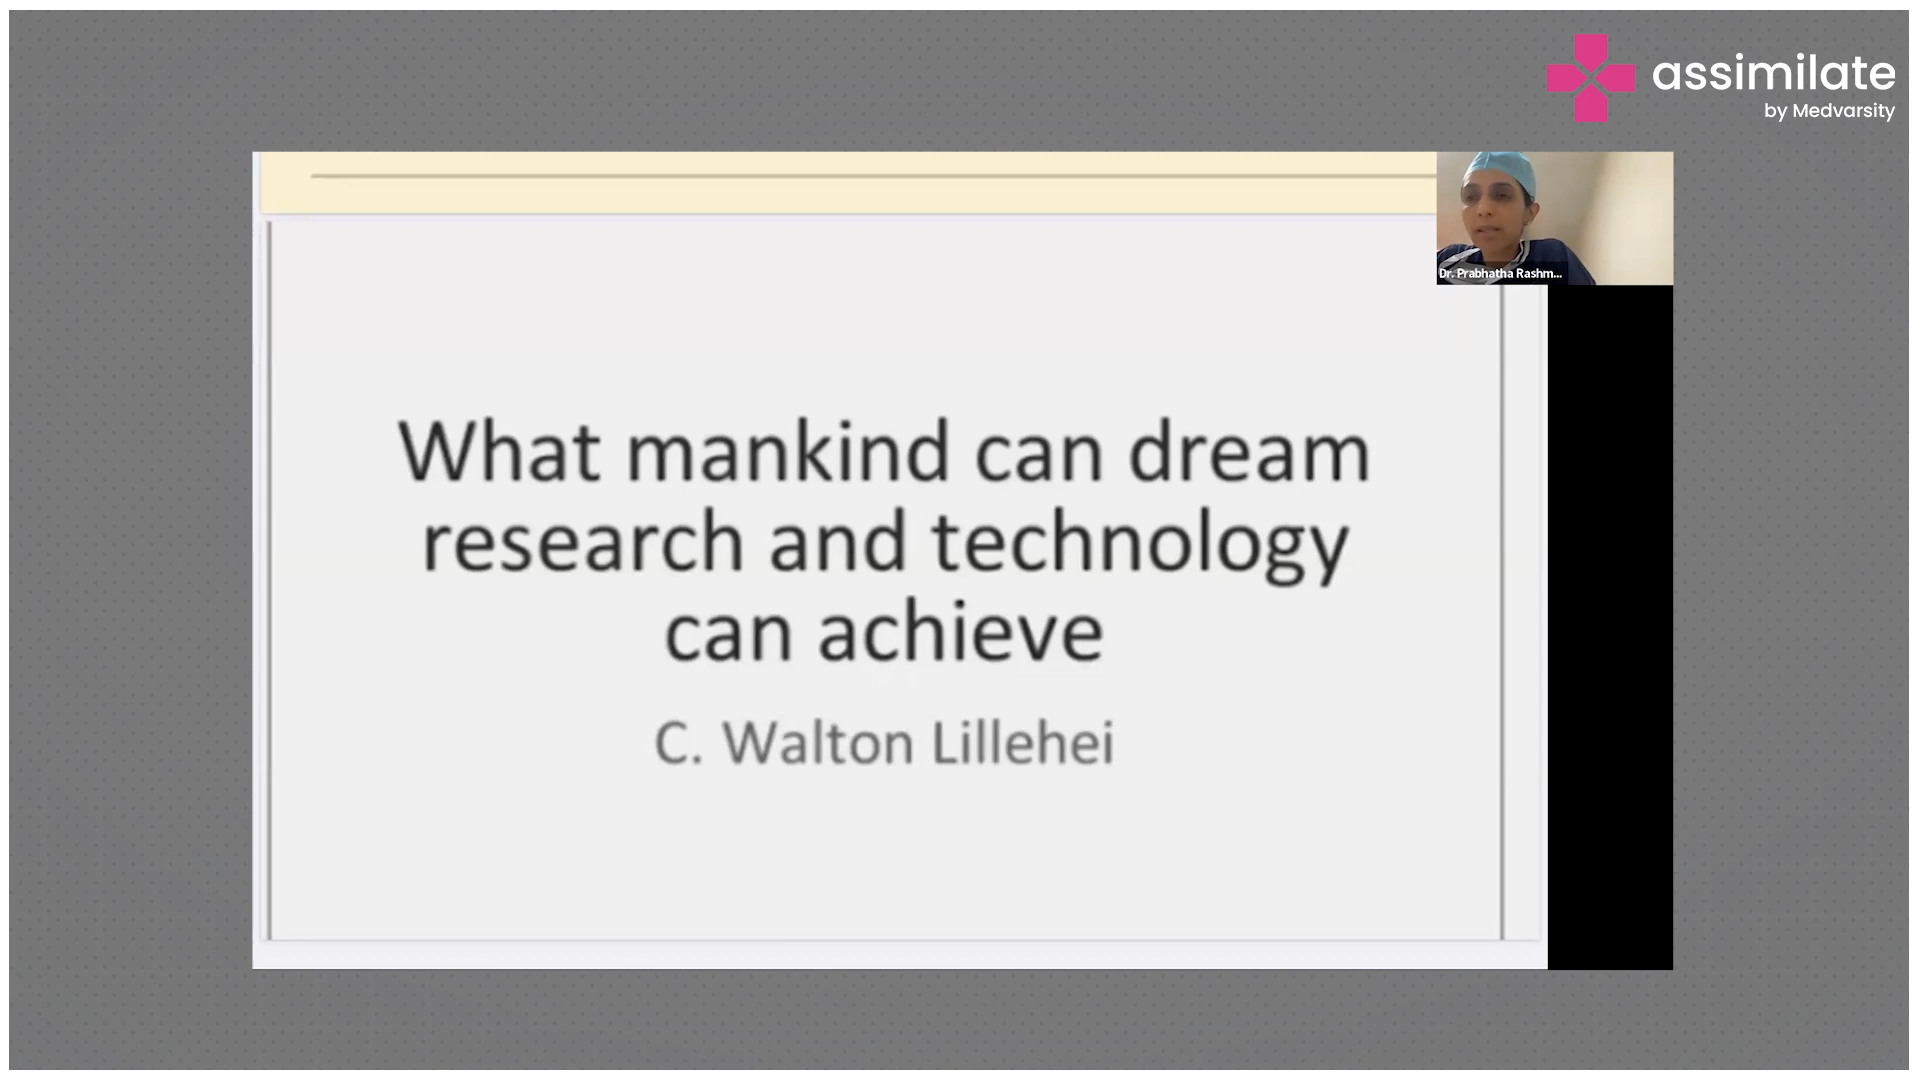 assimilate
by Medvarsity
Dr. Prabhatha Rashm...
What mankind can dream
research and technology
can achieve
C. Walton Lillehei